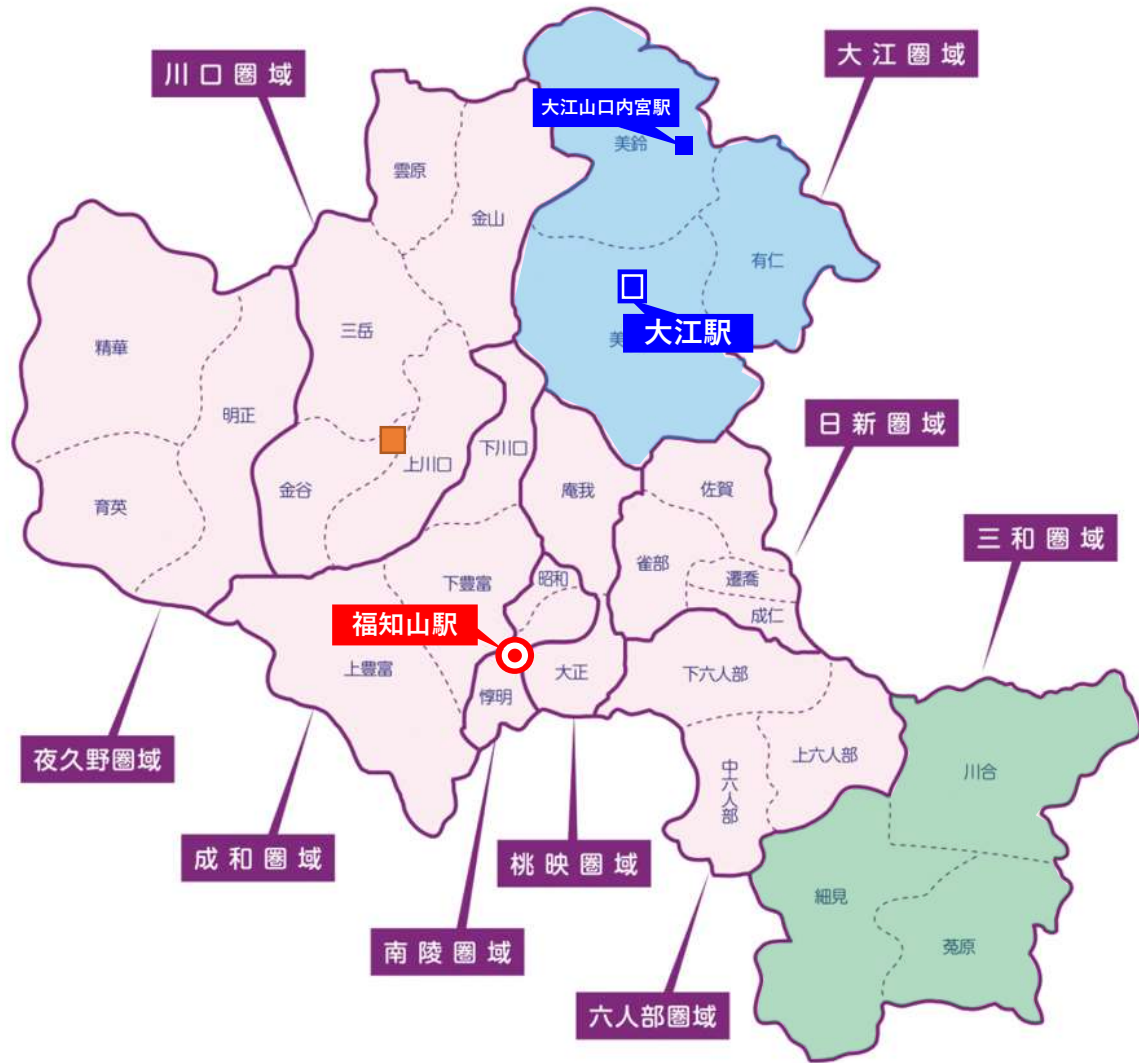 川口圏域
大江圏域
大江山口内宮駅
美鈴
雲原
金山
有仁
大江駅
美
三岳
精華
明正
日新圏域
下川口
上川口
佐賀
庵我
金谷
育英
三和圏域
雀部
遷喬
昭和
下豊富
成仁
福知山駅
上豊富
大正
下六人部
惇明
夜久野圏域
上六人部
川合
中六人部
成和圏域
桃映圏域
細見
菟原
南陵圏域
六人部圏域